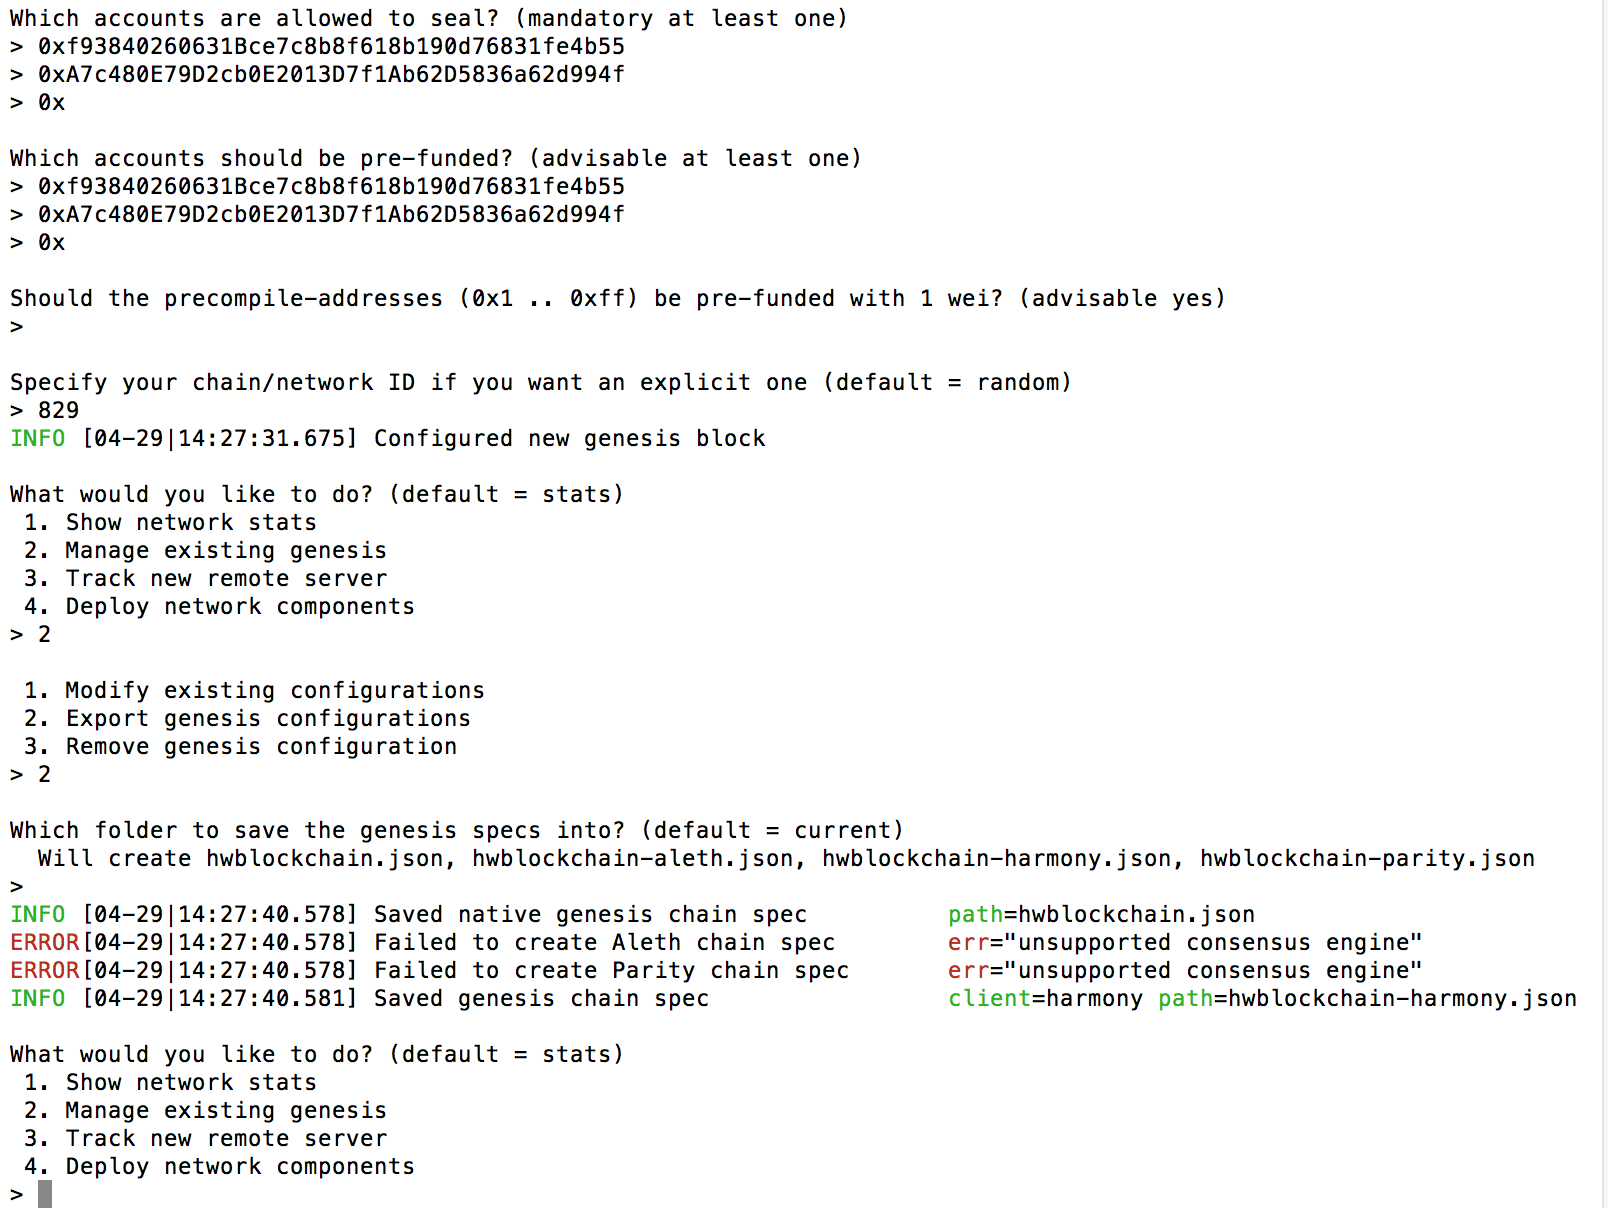 Which accounts are allowed to seal? (mandatory at least one)
> 0xf93840260631Bce7c8b8f618b190d76831fe4b55
> 0xA7c480E79D2cb0E2013D7f1Ab62D5836a62d994f
> 0x
Which accounts should be pre-funded? (advisable at least one)
> 0xf93840260631Bce7c8b8f618b190d76831fe4b55
> 0xA7c480E79D2cb0E2013D7f1Ab62D5836a62d994f
> 0x
Should the precompile-addresses (0x1 .. 0xff) be pre-funded with 1 wei? (advisable yes)
>
Specify your chain/network ID if you want an explicit one (default = random)
> 829
INFO [04-29|14:27:31.675] Configured new genesis block
What would you like to do? (default = stats)
1. Show network stats
2. Manage existing genesis
3. Track new remote server
4. Deploy network components
> 2
1. Modify existing configurations
2. Export genesis configurations
3. Remove genesis configuration
> 2
Which folder to save the genesis specs into? (default = current)
Will create hwblockchain.json, hwblockchain-aleth.json, hwblockchain-harmony.json, hwblockchain-parity.json
>
INFO [04-29|14:27:40.578] Saved native genesis chain spec path=hwblockchain.json
ERROR[04-29|14:27:40.578] Failed to create Aleth chain spec err="unsupported consensus engine"
ERROR[04-29|14:27:40.578] Failed to create Parity chain spec err="unsupported consensus engine"
INFO [04-29|14:27:40.581] Saved genesis chain spec client=harmony path=hwblockchain-harmony.json
What would you like to do? (default = stats)
1. Show network stats
2. Manage existing genesis
3. Track new remote server
4. Deploy network components
>